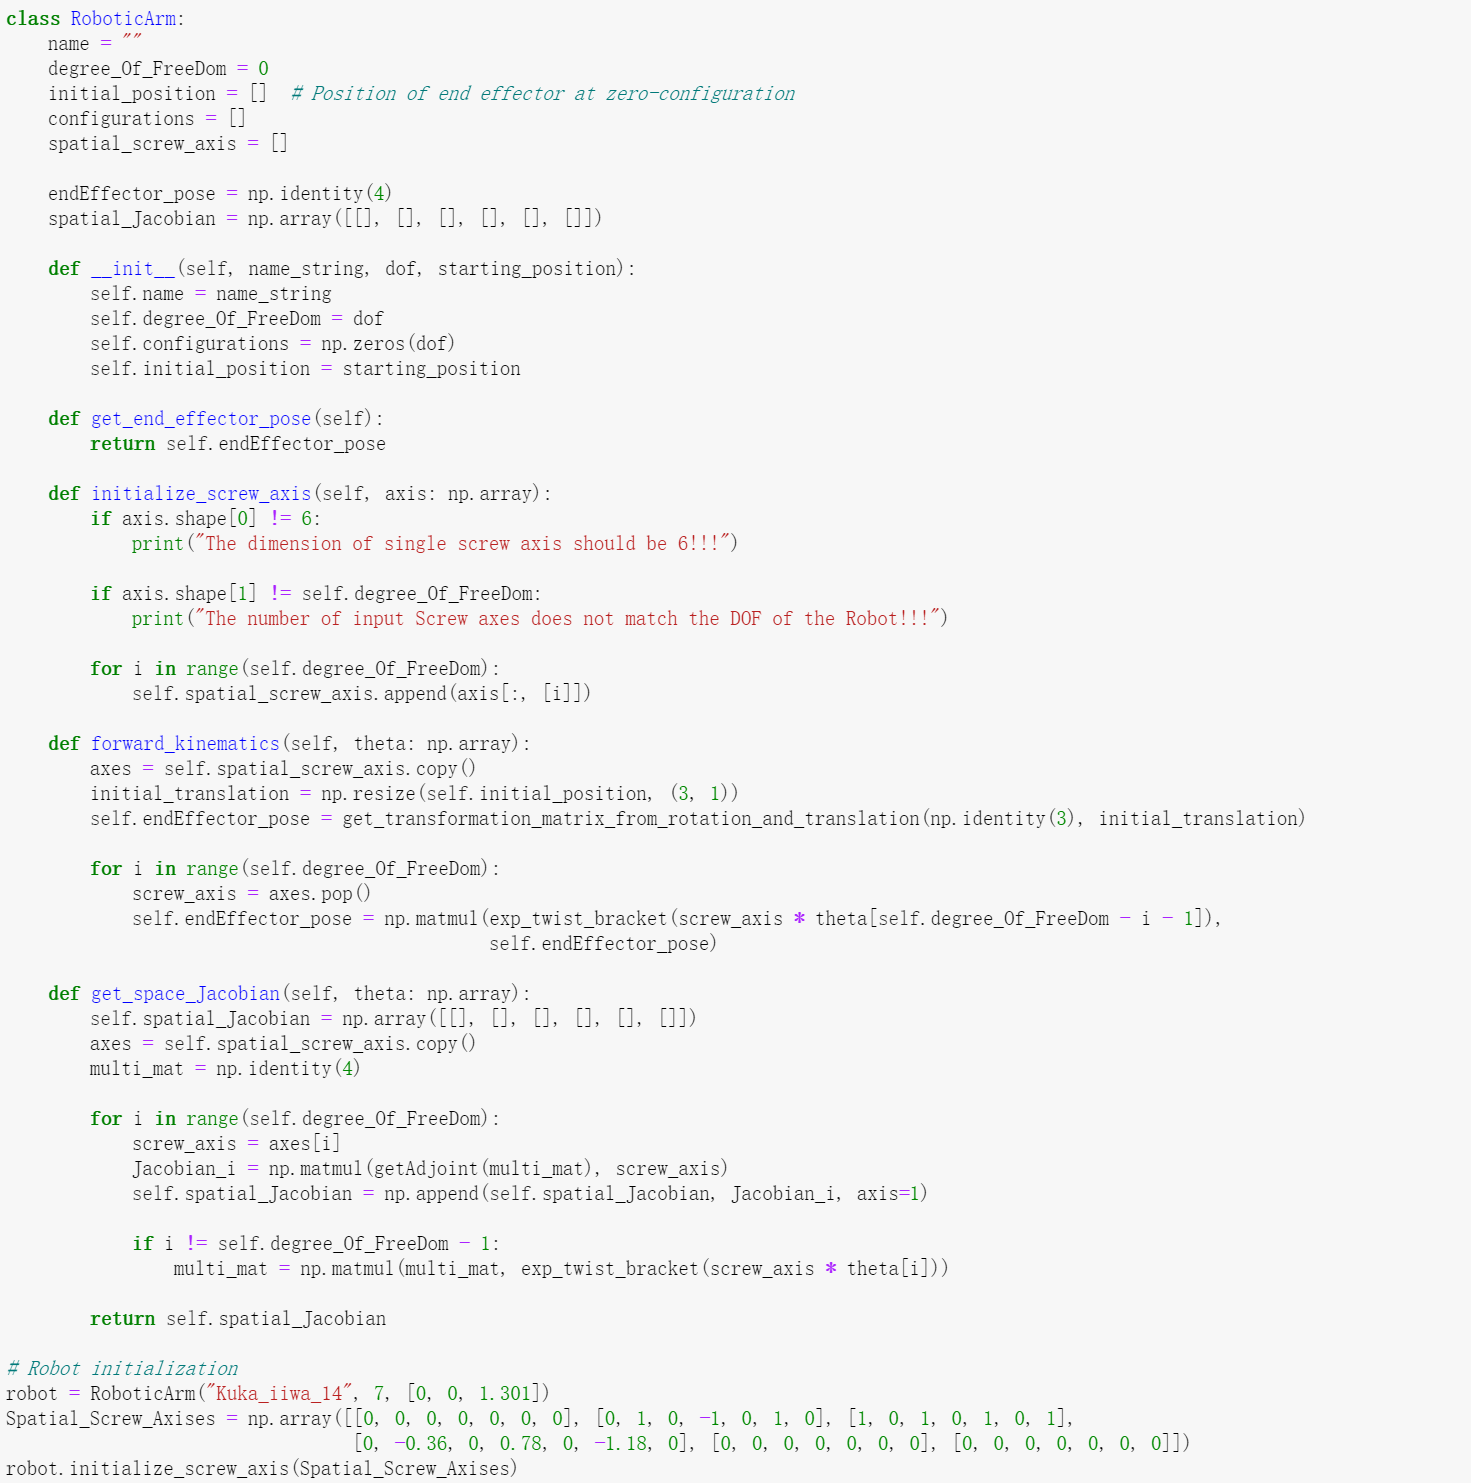 class RoboticArm:
    name = ""
    degree_Of_FreeDom = 0
    initial_position = []  # Position of end effector at zero-configuration
    configurations = []
    spatial_screw_axis = []

    endEffector_pose = np.identity(4)
    spatial_Jacobian = np.array([[], [], [], [], [], []])

    def __init__(self, name_string, dof, starting_position):
        self.name = name_string
        self.degree_Of_FreeDom = dof
        self.configurations = np.zeros(dof)
        self.initial_position = starting_position

    def get_end_effector_pose(self):
        return self.endEffector_pose

    def initialize_screw_axis(self, axis: np.array):
        if axis.shape[0] != 6:
            print("The dimension of single screw axis should be 6!!!")

        if axis.shape[1] != self.degree_Of_FreeDom:
            print("The number of input Screw axes does not match the DOF of the Robot!!!")

        for i in range(self.degree_Of_FreeDom):
            self.spatial_screw_axis.append(axis[:, [i]])

    def forward_kinematics(self, theta: np.array):
        axes = self.spatial_screw_axis.copy()
        initial_translation = np.resize(self.initial_position, (3, 1))
        self.endEffector_pose = get_transformation_matrix_from_rotation_and_translation(np.identity(3), initial_translation)

        for i in range(self.degree_Of_FreeDom):
            screw_axis = axes.pop()
            self.endEffector_pose = np.matmul(exp_twist_bracket(screw_axis * theta[self.degree_Of_FreeDom - i - 1]),
                                              self.endEffector_pose)

    def get_space_Jacobian(self, theta: np.array):
        self.spatial_Jacobian = np.array([[], [], [], [], [], []])
        axes = self.spatial_screw_axis.copy()
        multi_mat = np.identity(4)

        for i in range(self.degree_Of_FreeDom):
            screw_axis = axes[i]
            Jacobian_i = np.matmul(getAdjoint(multi_mat), screw_axis)
            self.spatial_Jacobian = np.append(self.spatial_Jacobian, Jacobian_i, axis=1)

            if i != self.degree_Of_FreeDom - 1:
                multi_mat = np.matmul(multi_mat, exp_twist_bracket(screw_axis * theta[i]))

        return self.spatial_Jacobian

# Robot initialization
robot = RoboticArm("Kuka_iiwa_14", 7, [0, 0, 1.301])
Spatial_Screw_Axises = np.array([[0, 0, 0, 0, 0, 0, 0], [0, 1, 0, -1, 0, 1, 0], [1, 0, 1, 0, 1, 0, 1],
                                 [0, -0.36, 0, 0.78, 0, -1.18, 0], [0, 0, 0, 0, 0, 0, 0], [0, 0, 0, 0, 0, 0, 0]])
robot.initialize_screw_axis(Spatial_Screw_Axises)